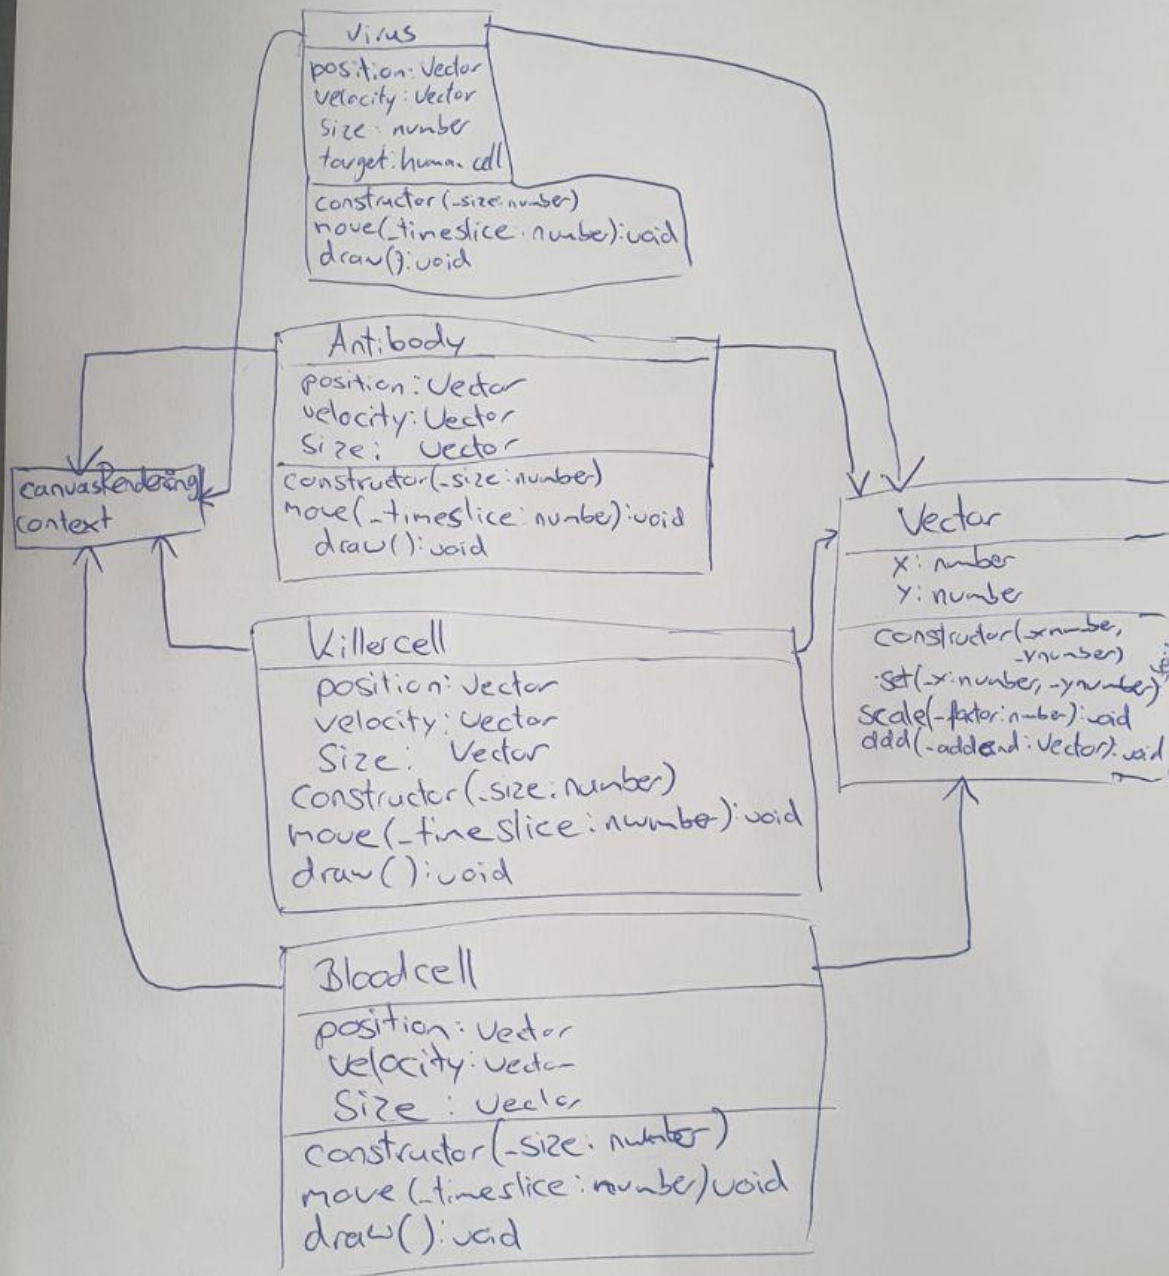 Virus
position: Vector
velocity: Vector
size: number
target: human cell
constructor(_size: number)
move(_timeslice: number): void
draw(): void
Antibody
position: Vector
velocity: Vector
Size: Vector
constructor(_size: number)
move(_timeslice: number): void
draw(): void
canvasRendering
context
Vector
x: number
y: number
constructor(_x number,
_y number)
set(_x: number, _y number)
scale(_factor: number): void
add(_addend: Vector): void
Killercell
position: Vector
velocity: Vector
Size: Vector
Constructor(_size: number)
move(_timeslice: nwmber): void
draw(): void
Bloodcell
position: Vector
velocity: Vector
Size: Vector
constructor(_size: number)
move(_timeslice: number) void
draw(): void